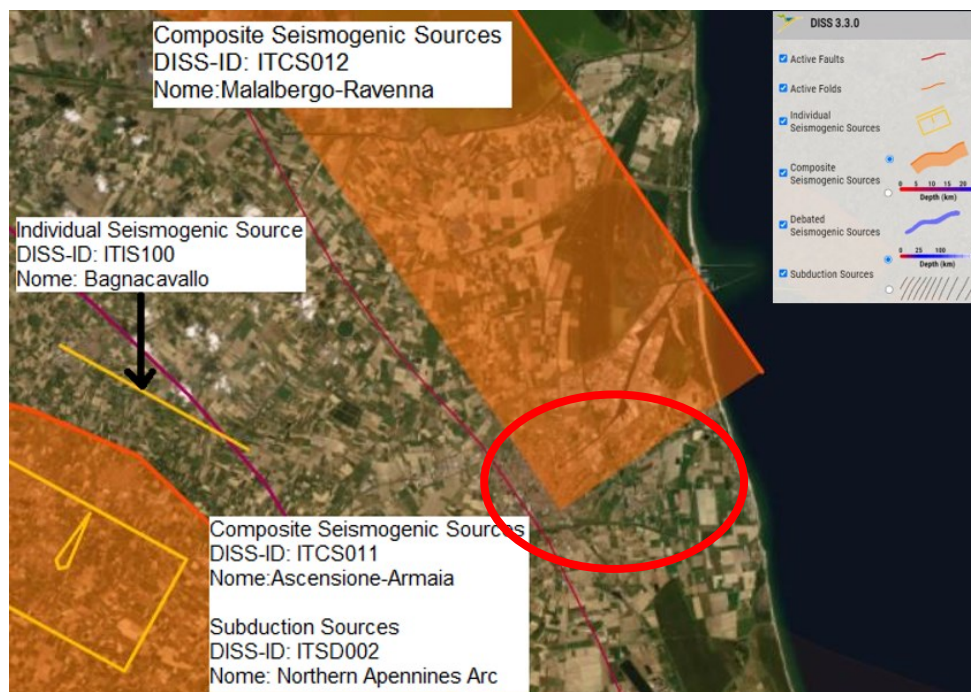 Composite Seismogenic Sources
DISS-ID: ITCS012
Nome:Malalbergo-Ravenna
DISS 3.3.0
Active Faults
Active Folds
Individual
Seismogenic Sources
Composite
Seismogenic Sources
0 5 10 15 20
Depth (km)
Debated
Seismogenic Sources
0 25 100
Depth (km)
Subduction Sources
Individual Seismogenic Source
DISS-ID: ITIS100
Nome: Bagnacavallo
Composite Seismogenic Sources
DISS-ID: ITCS011
Nome:Ascensione-Armaia
Subduction Sources
DISS-ID: ITSD002
Nome: Northern Apennines Arc